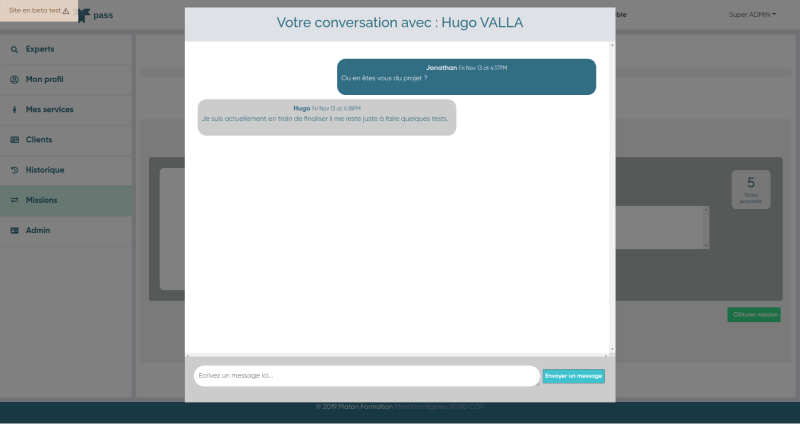 Site en beta test
pass
Votre conversation avec : Hugo VALLA
ble
Super ADMIN
Experts
Mon profil
Mes services
Clients
Historique
Missions
Admin
Jonathan Fri Nov 13 at 4:17PM
Ou en êtes vous du projet ?
Hugo Fri Nov 13 at 4:18PM
Je suis actuellement en train de finaliser il me reste juste à faire quelques tests.
5
Clôturer mission
Ecrivez un message ici...
Envoyer un message
© 2019 Platon Formation Mentions légales RGPD CGV